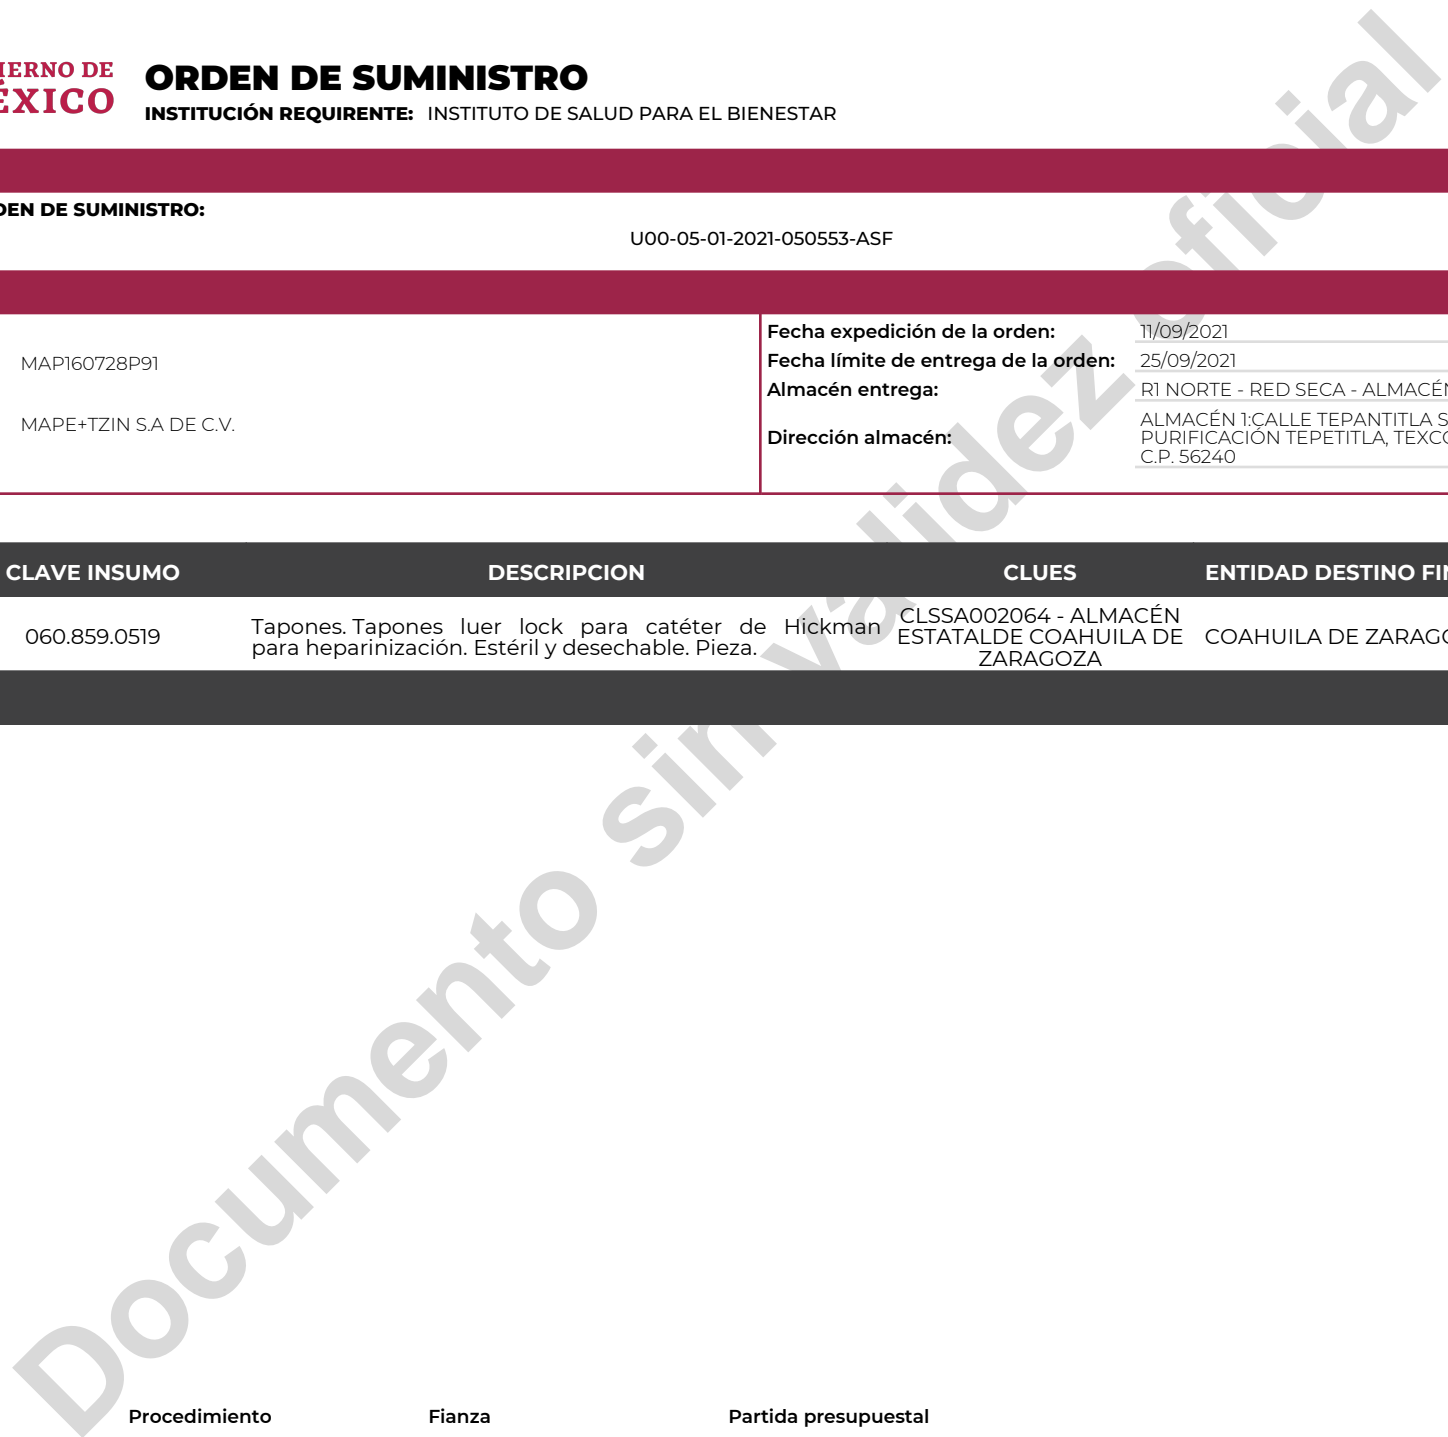 IERNO DE
ÉXICO
ORDEN DE SUMINISTRO
INSTITUCIÓN REQUIRENTE: INSTITUTO DE SALUD PARA EL BIENESTAR
DEN DE SUMINISTRO:
U00-05-01-2021-050553-ASF
MAP160728P91
MAPE+TZIN S.A DE C.V.
Fecha expedición de la orden: 11/09/2021
Fecha límite de entrega de la orden: 25/09/2021
Almacén entrega: R1 NORTE - RED SECA - ALMACÉN
Dirección almacén:
ALMACÉN 1:CALLE TEPANTITLA S
PURIFICACIÓN TEPETITLA, TEXCO
C.P. 56240
CLAVE INSUMO DESCRIPCION CLUES ENTIDAD DESTINO FIN
060.859.0519
Tapones. Tapones luer lock para catéter de Hickman
para heparinización. Estéril y desechable. Pieza.
CLSSA002064 - ALMACÉN
ESTATALDE COAHUILA DE
ZARAGOZA
COAHUILA DE ZARAGO
Documento sin validez oficial
Procedimiento Fianza Partida presupuestal